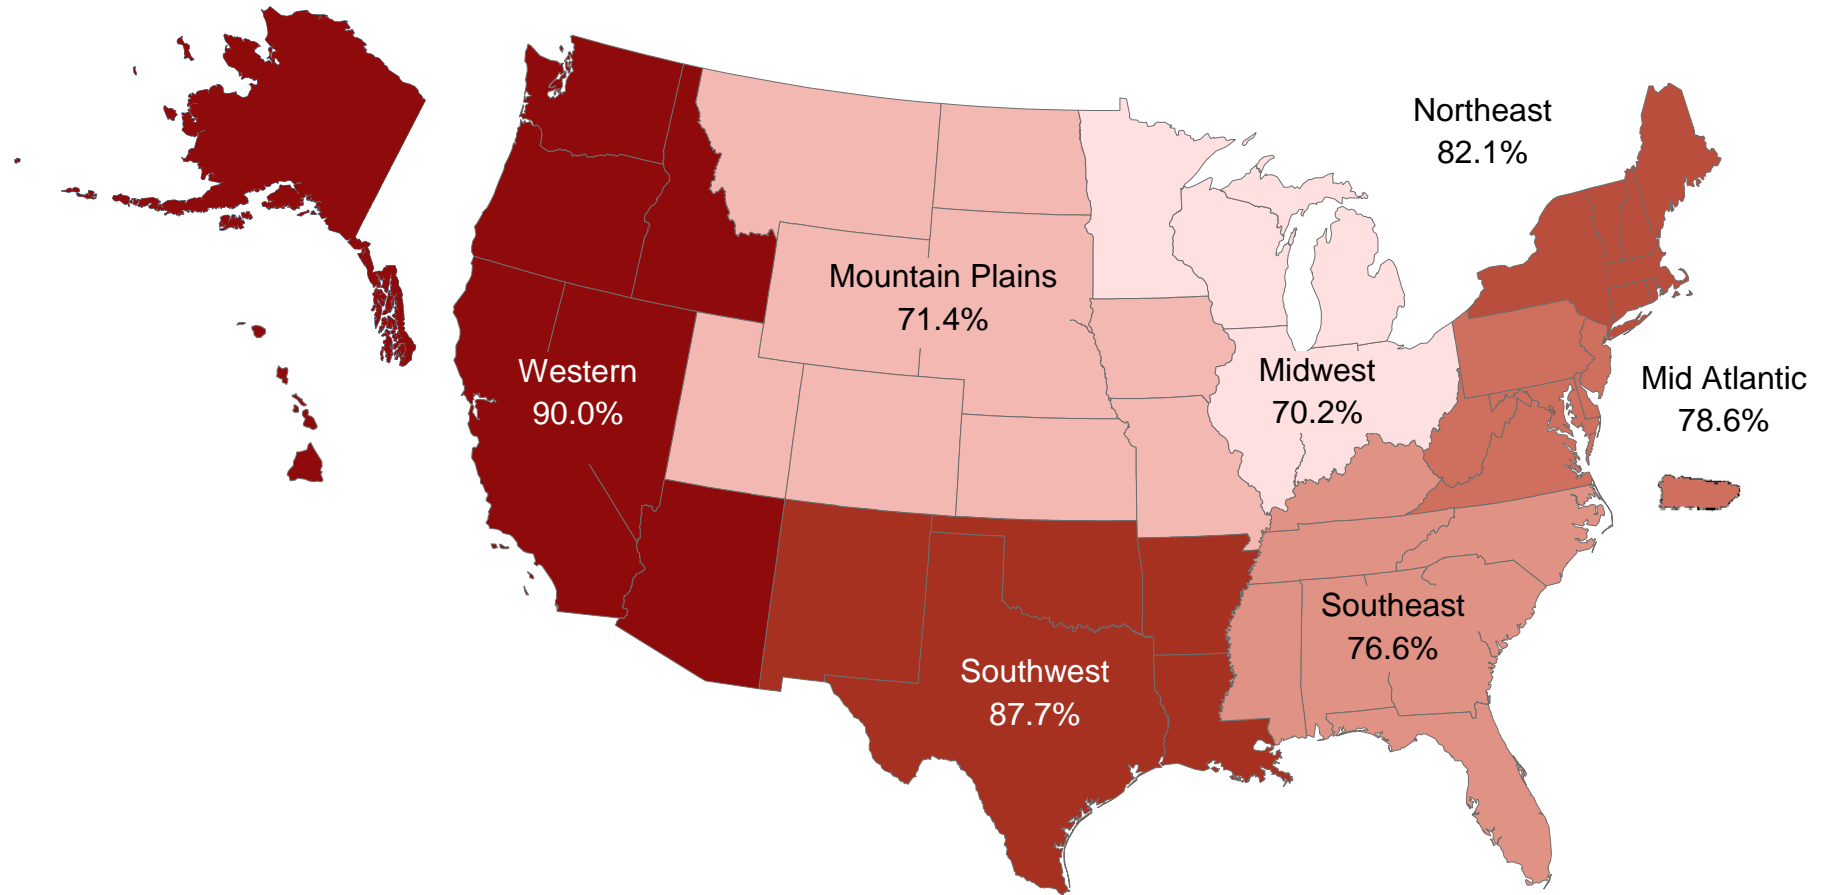 Northeast
82.1%
Mountain Plains
71.4%
Western
90.0%
Midwest
70.2%
Mid Atlantic
78.6%
Southeast
76.6%
Southwest
87.7%